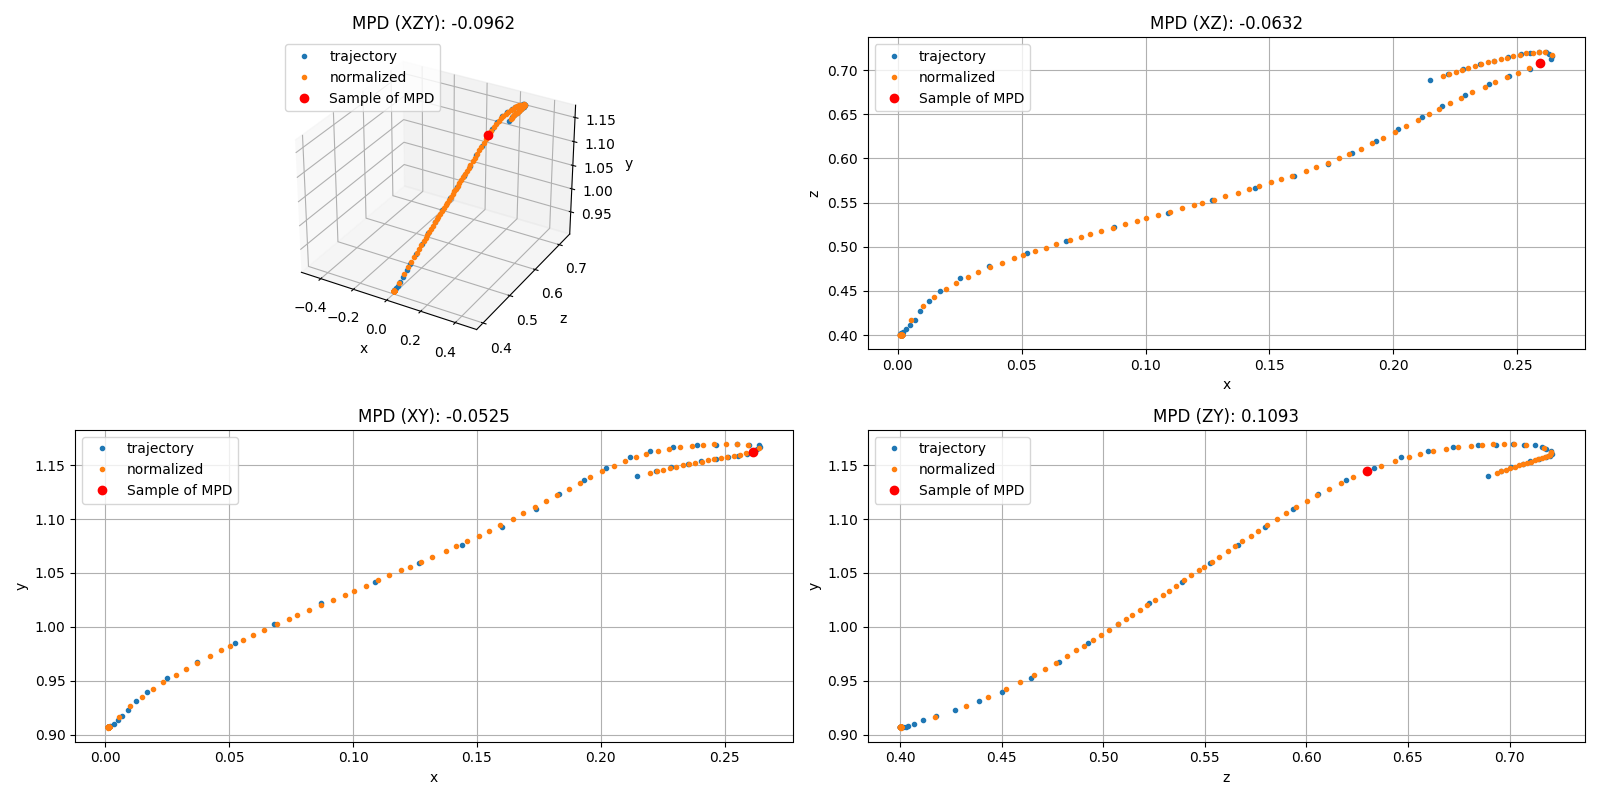 MPD (XZY): -0.0962
trajectory
normalized
Sample of MPD
1.15
1.10
1.05
1.00
0.95
y
0.7
0.6
0.5
0.4
z
−0.4
−0.2
0.0
0.2
0.4
x
MPD (XZ): -0.0632
trajectory
normalized
Sample of MPD
0.70
0.65
0.60
0.55
0.50
0.45
0.40
z
0.00 0.05 0.10 0.15 0.20 0.25
x
MPD (XY): -0.0525
trajectory
normalized
Sample of MPD
1.15
1.10
1.05
1.00
0.95
0.90
y
0.00 0.05 0.10 0.15 0.20 0.25
x
MPD (ZY): 0.1093
trajectory
normalized
Sample of MPD
1.15
1.10
1.05
1.00
0.95
0.90
y
0.40 0.45 0.50 0.55 0.60 0.65 0.70
z